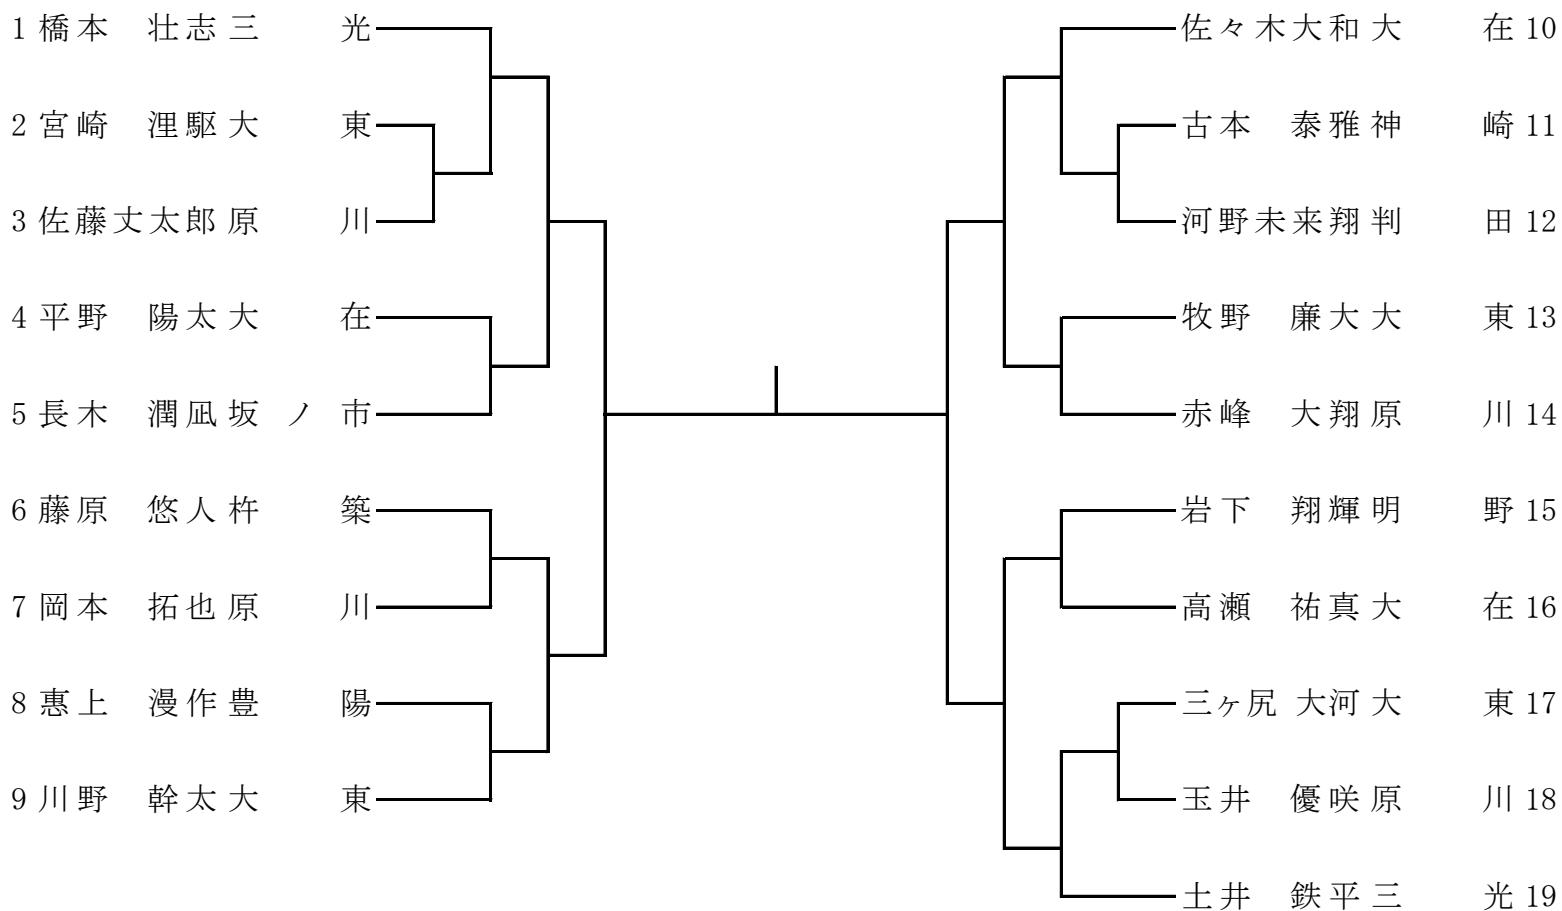 1 橋本　壮志 三　　光
2 宮崎　浬駆 大　　東
3 佐藤丈太郎 原　　川
4 平野　陽太 大　　在
5 長木　潤凪 坂 ノ 市
6 藤原　悠人 杵　　築
7 岡本　拓也 原　　川
8 惠上　漫作 豊　　陽
9 川野　幹太 大　　東
佐々木大和 大　　在 10
古本　泰雅 神　　崎 11
河野未来翔 判　　田 12
牧野　廉大 大　　東 13
赤峰　大翔 原　　川 14
岩下　翔輝 明　　野 15
高瀬　祐真 大　　在 16
三ヶ尻 大河 大　　東 17
玉井　優咲 原　　川 18
土井　鉄平 三　　光 19